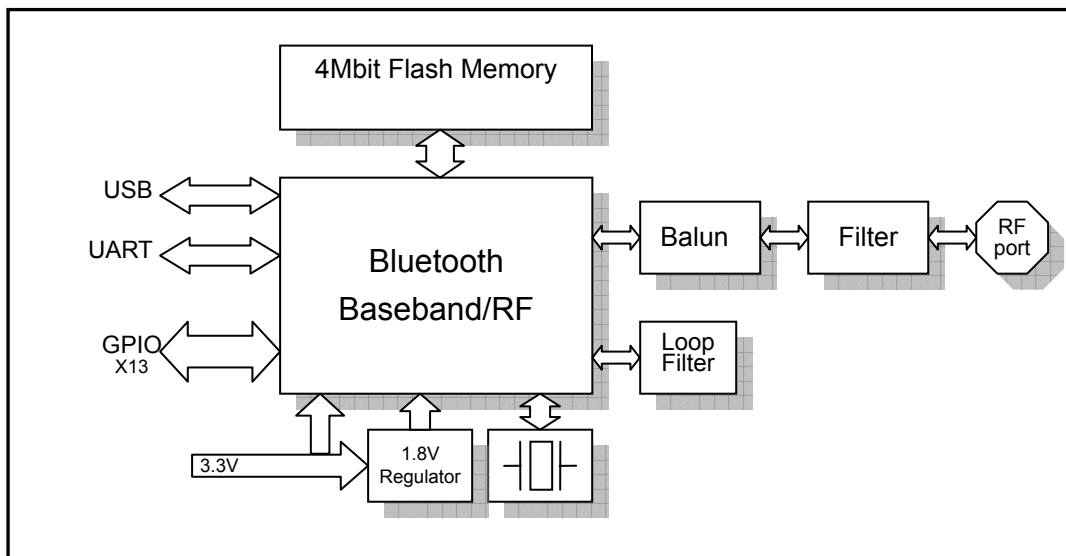 4Mbit Flash Memory
USB
UART
GPIO
X13
Bluetooth
Baseband/RF
Balun
Filter
RF
port
Loop
Filter
3.3V
1.8V
Regulator